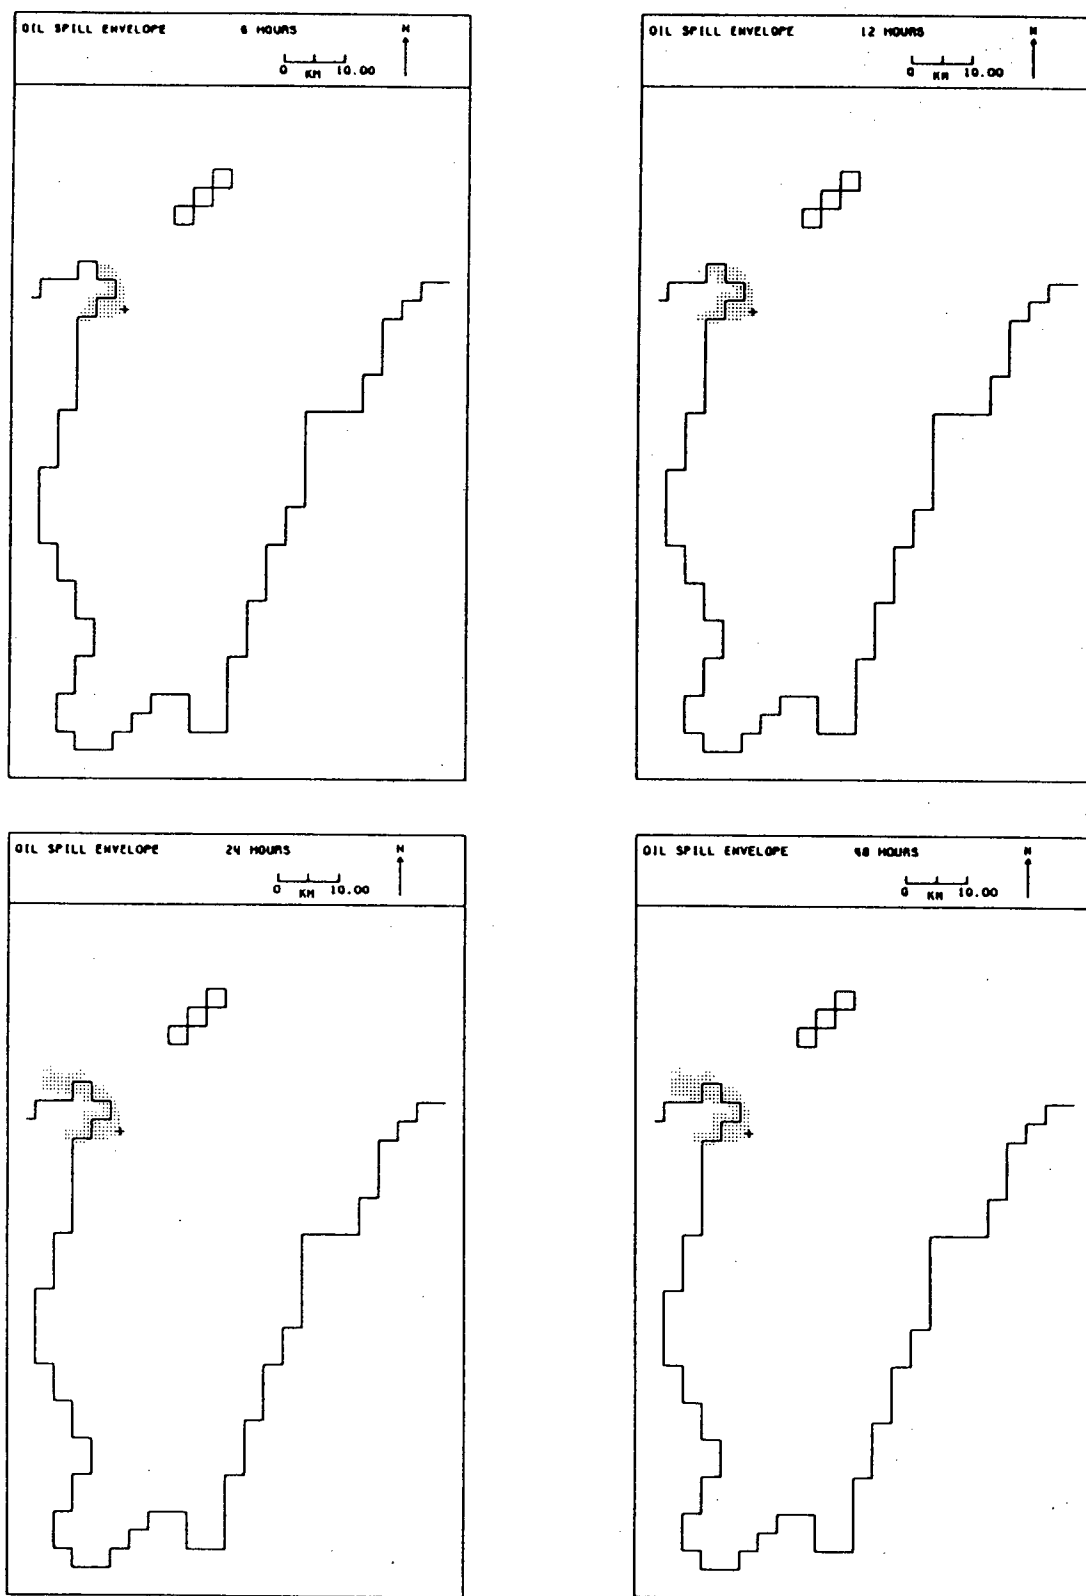 OIL SPILL ENVELOPE 6 HOURS N
0 KM 10.00
OIL SPILL ENVELOPE 12 HOURS N
0 KM 10.00
OIL SPILL ENVELOPE 24 HOURS N
0 KM 10.00
OIL SPILL ENVELOPE HOURS N
0 KM 10.00